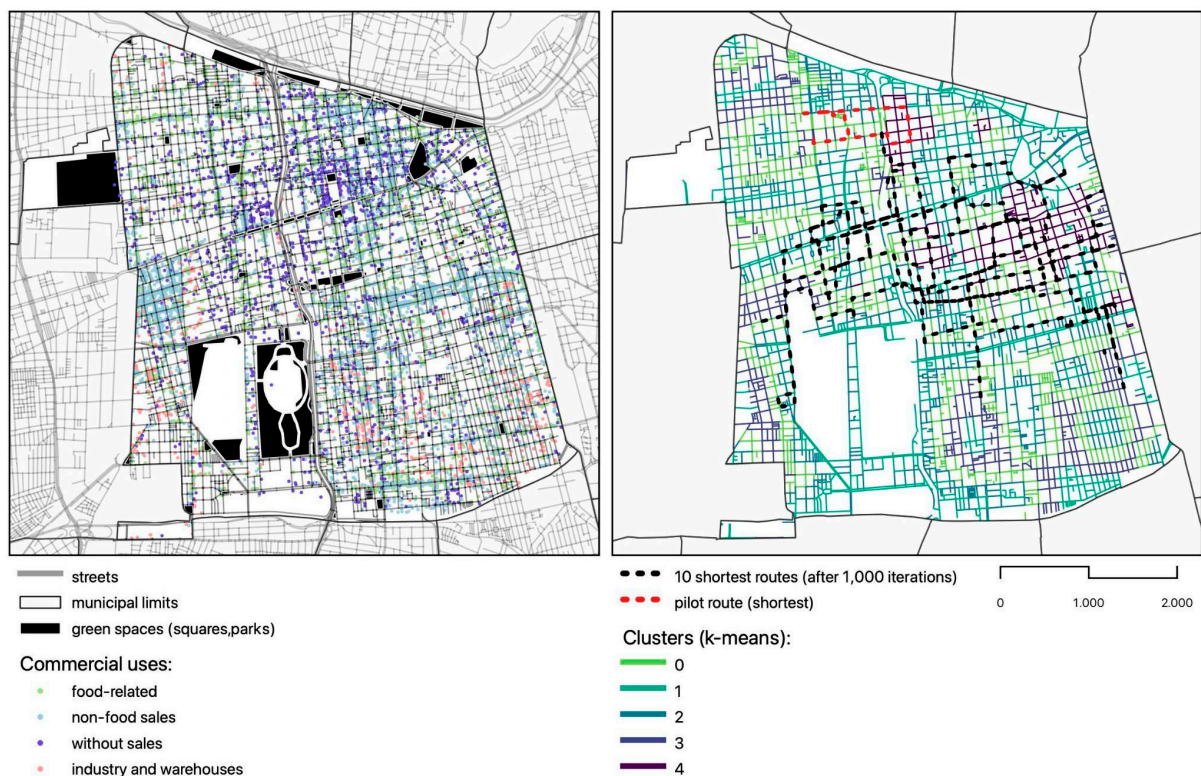 streets
municipal limits
green spaces (squares,parks)
Commercial uses:
food-related
non-food sales
without sales
industry and warehouses
10 shortest routes (after 1,000 iterations)
pilot route (shortest)
0 1.000 2.000
Clusters (k-means):
0
1
2
3
4